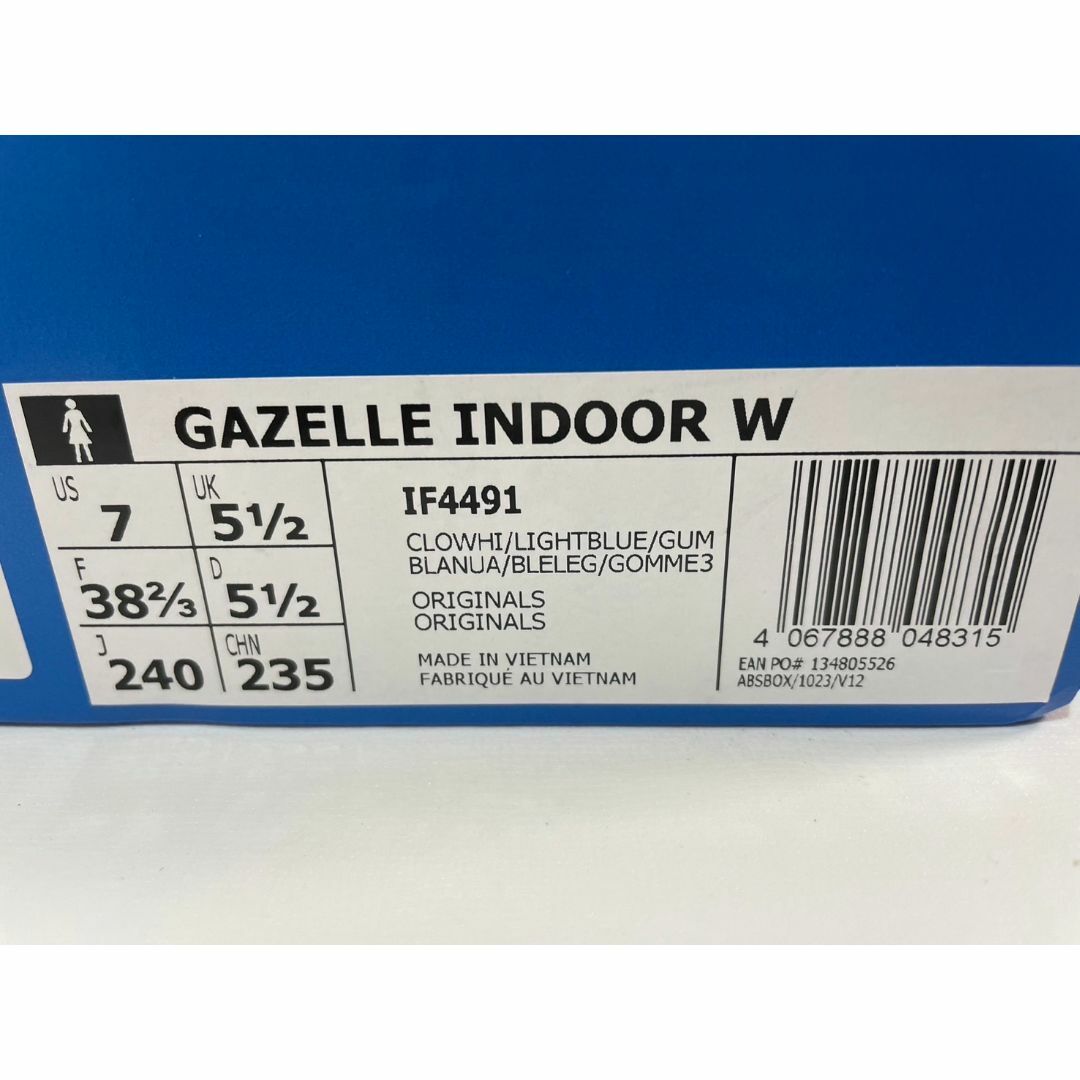 GAZELLE INDOOR W
US 7 UK 5½
F 38⅔ D 5½
J 240 CHN 235
IF4491
CLOWHI/LIGHTBLUE/GUM
BLANUA/BLELEG/GOMME3
ORIGINALS
ORIGINALS
MADE IN VIETNAM
FABRIQUÉ AU VIETNAM
4 067888 048315
EAN PO# 134805526
ABSBOX/1023/V12